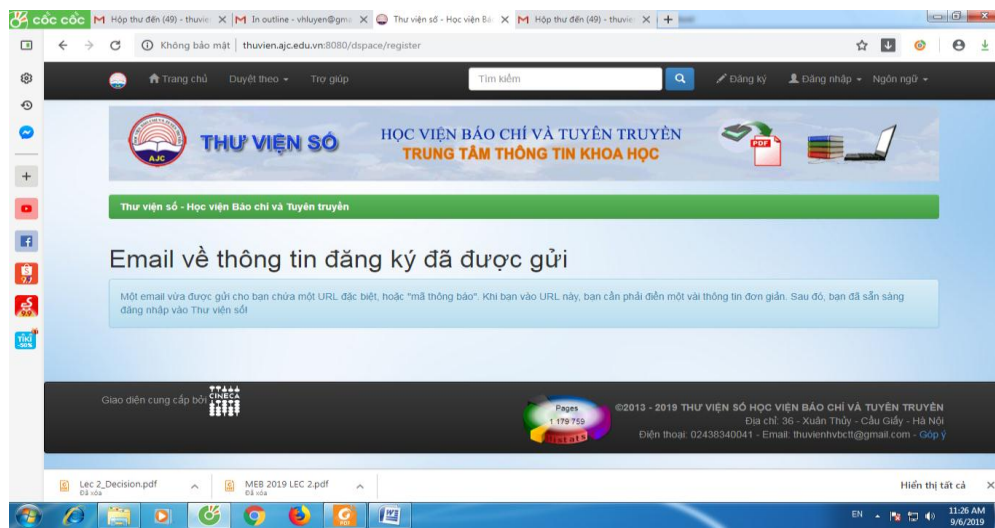 cốc cốc
Hộp thư đến (49) - thuvie
In outline - vhluyen@gm
Thư viện số - Học viện Bá
Hộp thư đến (49) - thuvie
Không bảo mật | thuvien.ajc.edu.vn:8080/dspace/register
Trang chủ Duyệt theo Trợ giúp Tìm kiếm Đăng ký Đăng nhập Ngôn ngữ
AJC
THƯ VIỆN SỐ
HỌC VIỆN BÁO CHÍ VÀ TUYÊN TRUYỀN
TRUNG TÂM THÔNG TIN KHOA HỌC
PDF
Thư viện số - Học viện Báo chí và Tuyên truyền
Email về thông tin đăng ký đã được gửi
Một email vừa được gửi cho bạn chứa một URL đặc biệt, hoặc "mã thông báo". Khi bạn vào URL này, bạn cần phải điền một vài thông tin đơn giản. Sau đó, bạn đã sẵn sàng
đăng nhập vào Thư viện số!
Giao diện cung cấp bởi CINECA
Pages
1 179 759
©2013 - 2019 THƯ VIỆN SỐ HỌC VIỆN BÁO CHÍ VÀ TUYÊN TRUYỀN
Địa chỉ: 36 - Xuân Thủy - Cầu Giấy - Hà Nội
Điện thoại: 02438340041 - Email: thuvienhvbctt@gmail.com - Góp ý
Lec 2_Decision.pdf
Đã xóa
MEB 2019 LEC 2.pdf
Đã xóa
Hiển thị tất cả
EN
11:26 AM
9/6/2019